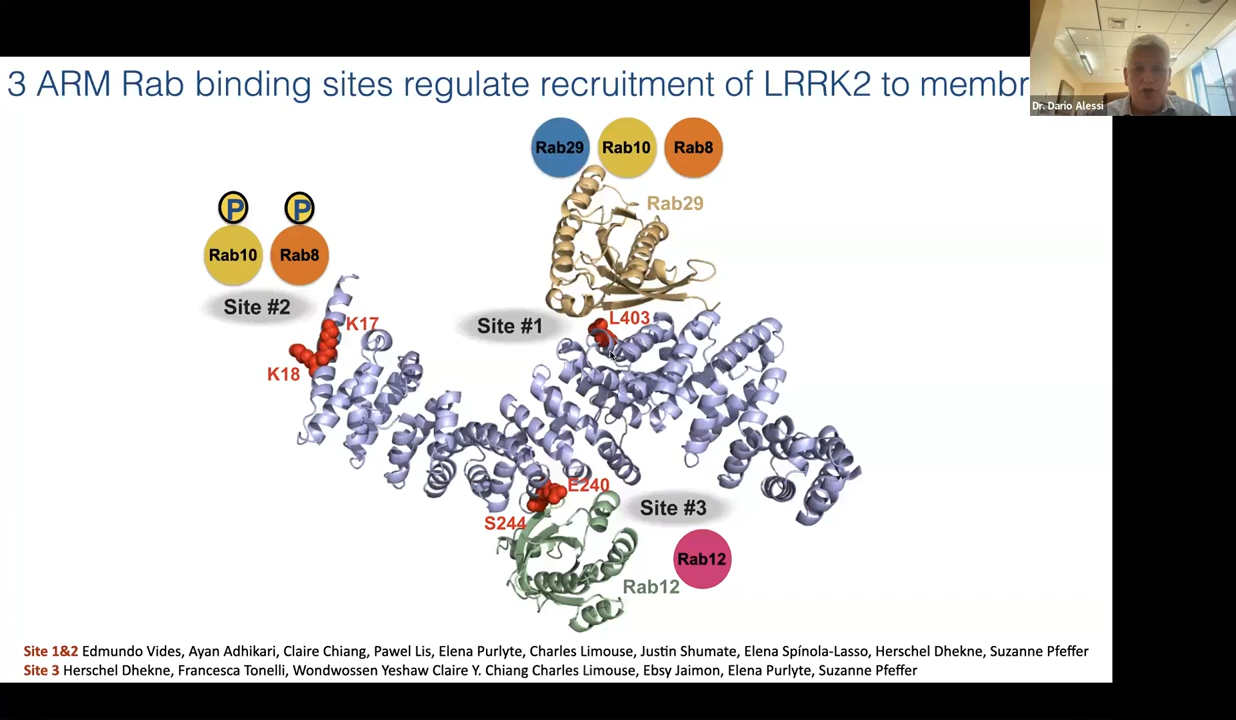 3 ARM Rab binding sites regulate recruitment of LRRK2 to membr
Dr. Dario Alessi
Rab29 Rab10 Rab8
Rab29
P P
Rab10 Rab8
Site #2
Site #1
L403
K17
K18
E240
Site #3
S244
Rab12
Rab12
Site 1&2 Edmundo Vides, Ayan Adhikari, Claire Chiang, Pawel Lis, Elena Purlyte, Charles Limouse, Justin Shumate, Elena Spínola-Lasso, Herschel Dhekne, Suzanne Pfeffer
Site 3 Herschel Dhekne, Francesca Tonelli, Wondwossen Yeshaw Claire Y. Chiang Charles Limouse, Ebsy Jaimon, Elena Purlyte, Suzanne Pfeffer